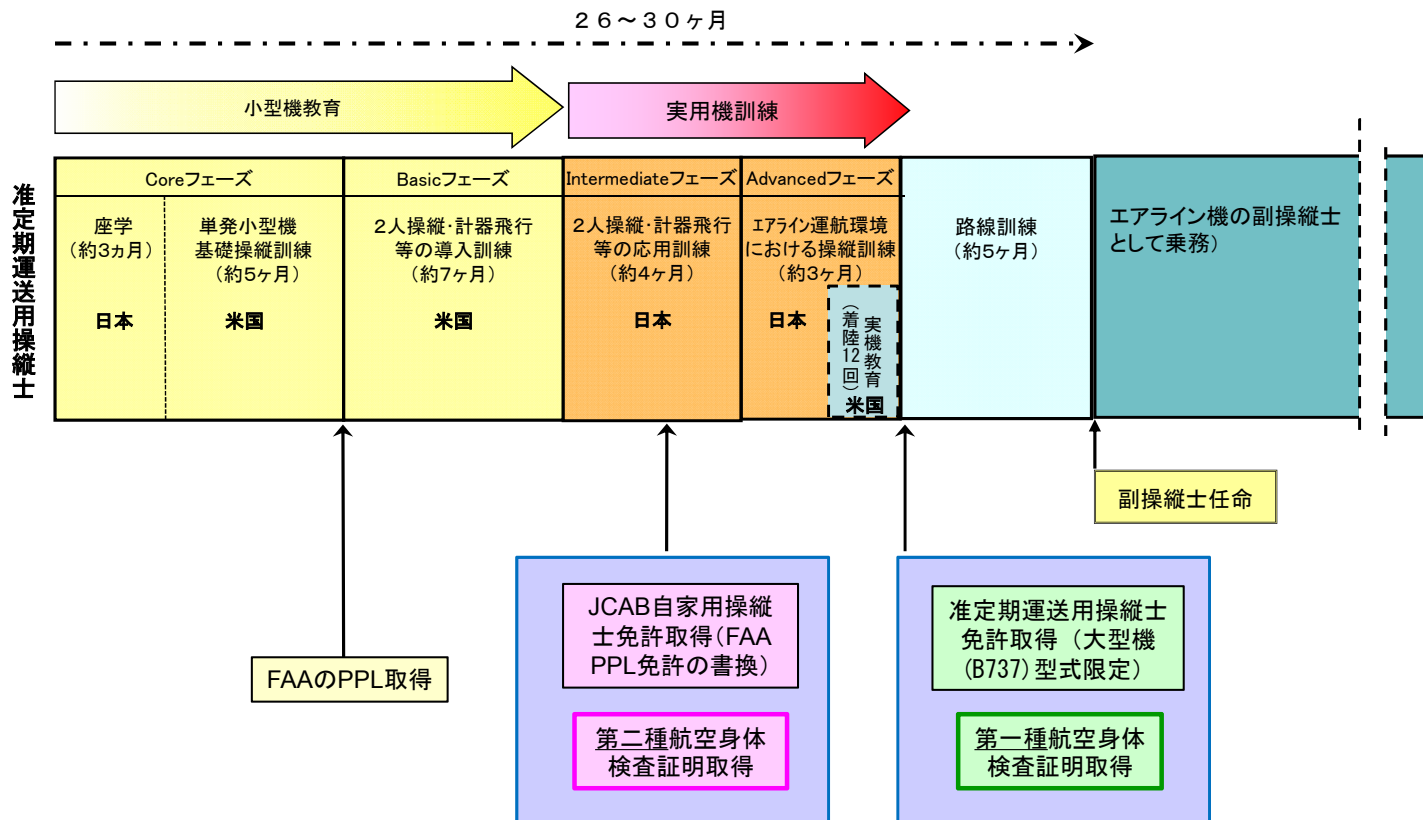 ２６～３０ヶ月
小型機教育
実用機訓練
准定期運送用操縦士
Coreフェーズ
座学
(約3ヵ月)
日本
単発小型機
基礎操縦訓練
(約5ヶ月)
米国
Basicフェーズ
2人操縦・計器飛行
等の導入訓練
(約7ヶ月)
米国
Intermediateフェーズ
2人操縦・計器飛行
等の応用訓練
(約4ヶ月)
日本
Advancedフェーズ
エアライン運航環境
における操縦訓練
(約3ヶ月)
日本
実機教育
(着陸12回)
米国
路線訓練
(約5ヶ月)
エアライン機の副操縦士
として乗務)
副操縦士任命
FAAのPPL取得
JCAB自家用操縦
士免許取得(FAA
PPL免許の書換)
第二種航空身体
検査証明取得
准定期運送用操縦士
免許取得（大型機
(B737)型式限定）
第一種航空身体
検査証明取得